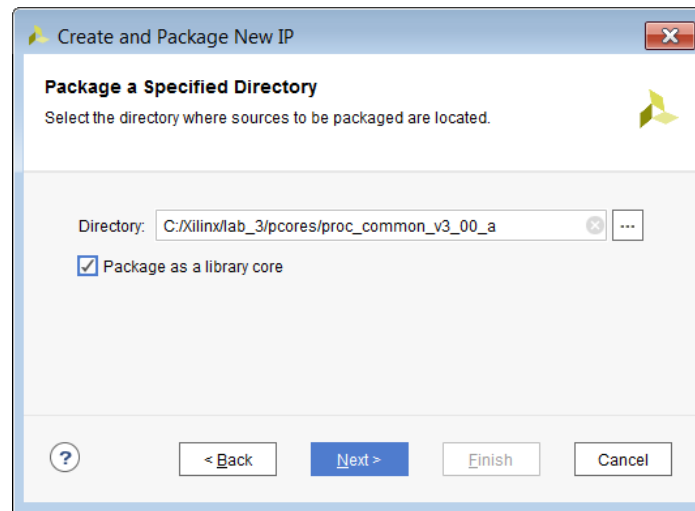 Create and Package New IP
Package a Specified Directory
Select the directory where sources to be packaged are located.
Directory: C:/Xilinx/lab_3/pcores/proc_common_v3_00_a ...
Package as a library core
? < Back Next > Finish Cancel